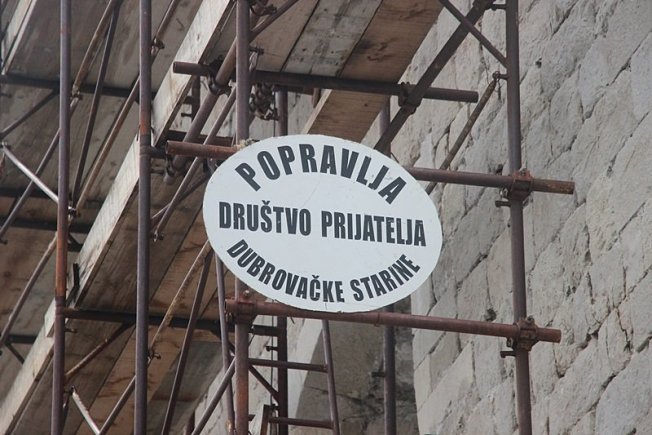 POPRAVLJA
DRUŠTVO PRIJATELJA
DUBROVAČKE STARINE